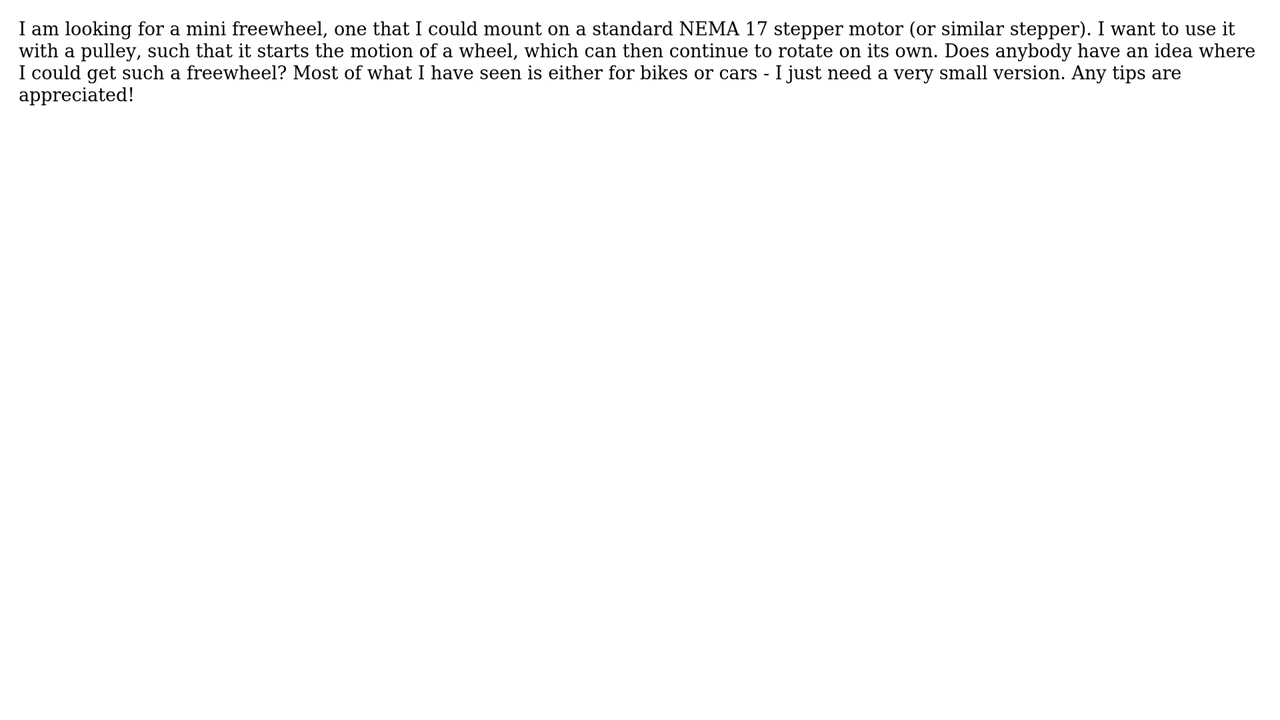 I am looking for a mini freewheel, one that I could mount on a standard NEMA 17 stepper motor (or similar stepper). I want to use it
with a pulley, such that it starts the motion of a wheel, which can then continue to rotate on its own. Does anybody have an idea where
I could get such a freewheel? Most of what I have seen is either for bikes or cars - I just need a very small version. Any tips are
appreciated!